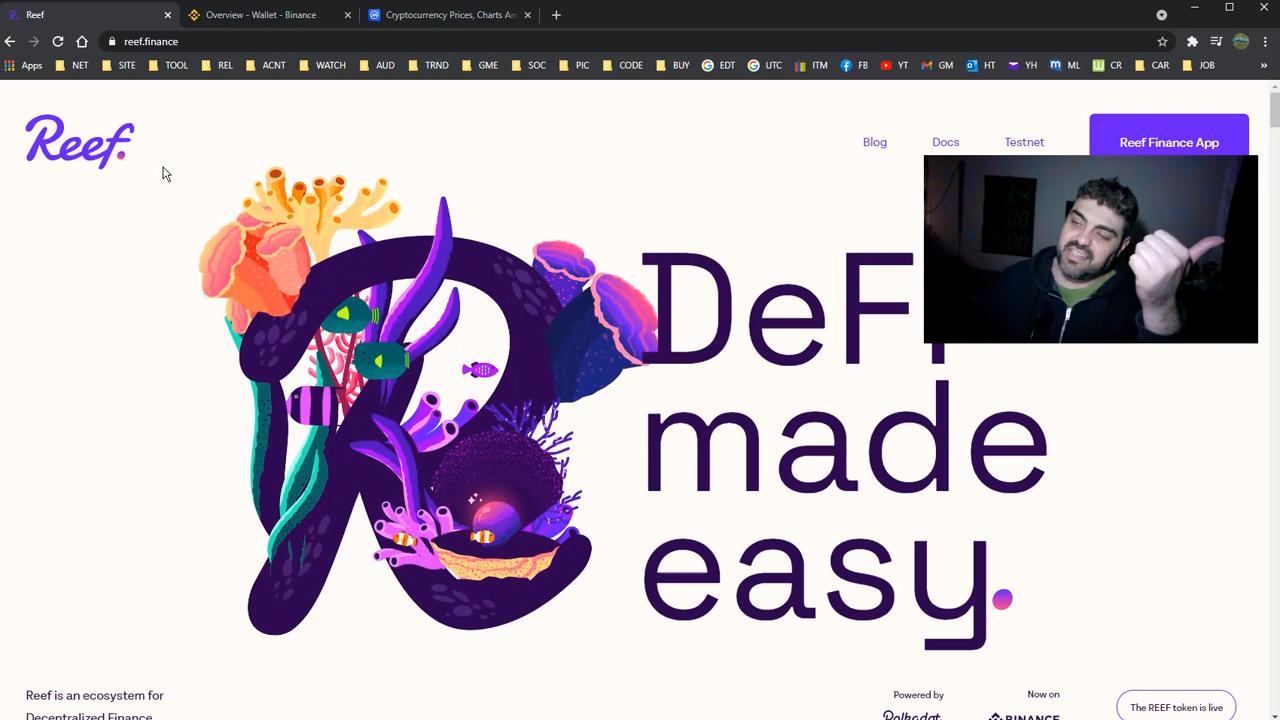 Reef
Overview - Wallet - Binance
Cryptocurrency Prices, Charts An
reef.finance
Apps NET SITE TOOL REL ACNT WATCH AUD TRND GME SOC PIC CODE BUY EDT UTC ITM FB YT GM HT YH ML CR CAR JOB »
Reef.
Blog Docs Testnet Reef Finance App
DeF
made
easy.
Reef is an ecosystem for
Decentralized Finance
Powered by
Polkadot
Now on
BINANCE
The REEF token is live